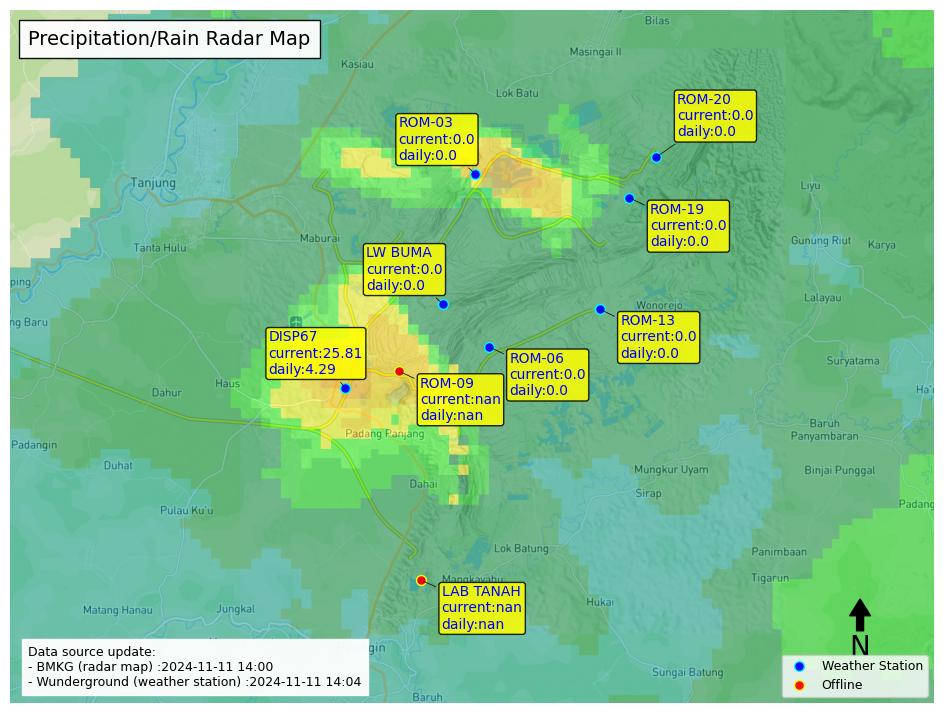 Precipitation/Rain Radar Map
Bilas
Masingai II
Kasiau
Lok Batu
ROM-20
current:0.0
daily:0.0
ROM-03
current:0.0
daily:0.0
Tanjung
Liyu
ROM-19
current:0.0
daily:0.0
Maburai
Tanta Hulu
Gunung Riut
Karya
LW BUMA
current:0.0
daily:0.0
ping
Lalayau
Wonorejo
ng Baru
ROM-13
current:0.0
daily:0.0
DISP67
current:25.81
daily:4.29
ROM-06
current:0.0
daily:0.0
Suryatama
Haus
Dahur
ROM-09
current:nan
daily:nan
Padang Panjang
Baruh
Panyambaran
Padangin
Duhat
Mungkur Uyam
Binjai Punggal
Dahai
Sirap
Padang
Pulau Ku'u
Lok Batung
Panimbaan
Mangkayahu
Tigarun
LAB TANAH
current:nan
daily:nan
Hukai
Matang Hanau
Jungkal
N
Data source update:
- BMKG (radar map) :2024-11-11 14:00
- Wunderground (weather station) :2024-11-11 14:04
ngin
Sungai Batung
Baruh
Weather Station
Offline